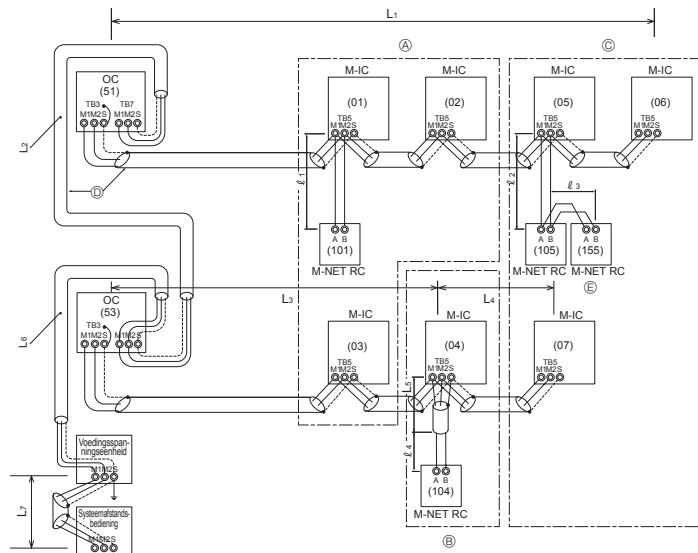 L1
A
C
OC
(51)
TB3 TB7
M1M2S
M-IC
(01)
TB5
M1M2S
M-IC
(02)
TB5
M1M2S
M-IC
(05)
TB5
M1M2S
M-IC
(06)
TB5
M1M2S
L2
D
ℓ1
ℓ2
ℓ3
A B
(101)
M-NET RC
A B
(105)
M-NET RC
A B
(155)
M-NET RC
E
L3
L4
OC
(53)
TB3
M1M2S M1M2S
L6
M-IC
(03)
TB5
M1M2S
M-IC
(04)
TB5
M1M2S
M-IC
(07)
TB5
M1M2S
L5
ℓ4
A B
(104)
M-NET RC
B
Voedingsspan-
ningseenheid
M1M2S
L7
Systeemafstands-
bediening
M1M2S